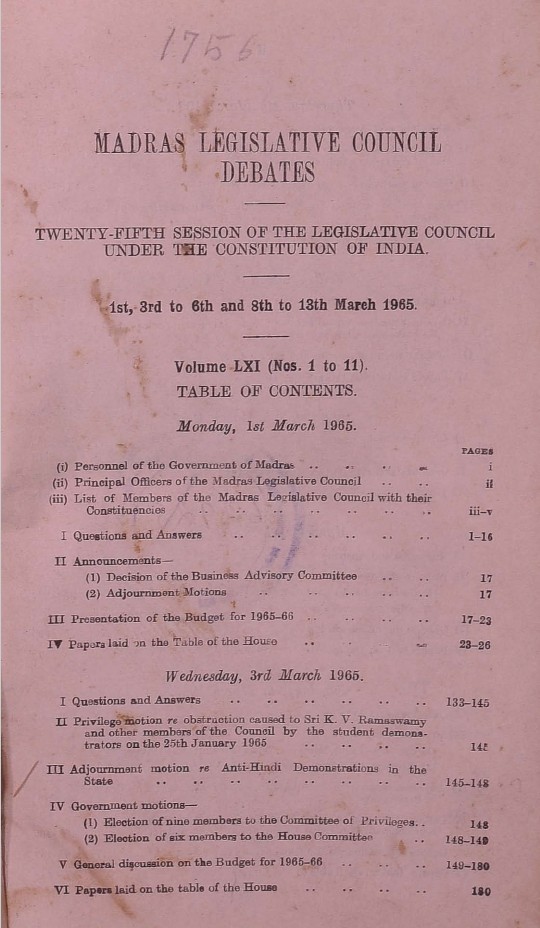 1756
MADRAS LEGISLATIVE COUNCIL
DEBATES
TWENTY-FIFTH SESSION OF THE LEGISLATIVE COUNCIL
UNDER THE CONSTITUTION OF INDIA.
1st, 3rd to 6th and 8th to 13th March 1965.
Volume LXI (Nos. 1 to 11).
TABLE OF CONTENTS.
Monday, 1st March 1965.
PAGES
(i) Personnel of the Government of Madras .. .. .. .. i
(ii) Principal Officers of the Madras Legislative Council .. .. ii
(iii) List of Members of the Madras Legislative Council with their
Constituencies .. .. .. .. .. .. .. iii-v
I Questions and Answers .. .. .. .. .. 1-16
II Announcements—
(1) Decision of the Business Advisory Committee .. .. 17
(2) Adjournment Motions .. .. .. .. .. 17
III Presentation of the Budget for 1965-66 .. .. .. .. 17-23
IV Papers laid on the Table of the House .. .. .. 23-26
Wednesday, 3rd March 1965.
I Questions and Answers .. .. .. .. .. .. 133-145
II Privilege motion re obstruction caused to Sri K. V. Ramaswamy
and other members of the Council by the student demons-
trators on the 25th January 1965 .. .. .. ..
III Adjournment motion re Anti-Hindi Demonstrations in the
State .. .. .. .. .. .. .. .. 145-148
IV Government motions—
(1) Election of nine members to the Committee of Privileges.. 148
(2) Election of six members to the House Committee .. 148-149
V General discussion on the Budget for 1965-66 .. .. .. 149-180
VI Papers laid on the table of the House .. .. .. .. 180